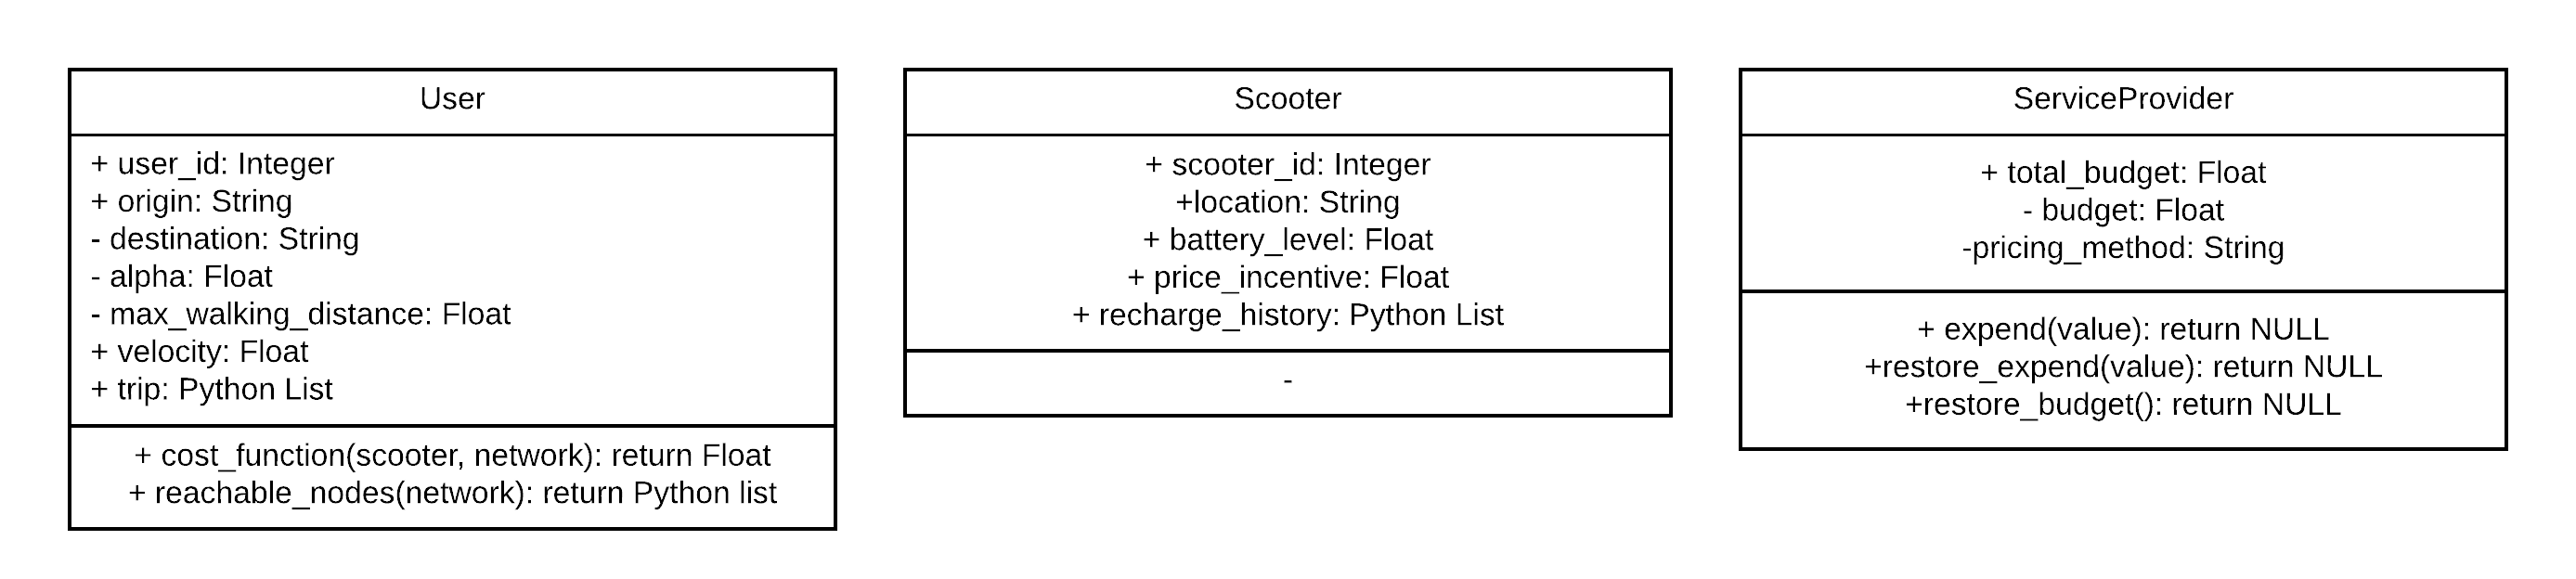 User
+ user_id: Integer
+ origin: String
- destination: String
- alpha: Float
- max_walking_distance: Float
+ velocity: Float
+ trip: Python List
+ cost_function(scooter, network): return Float
+ reachable_nodes(network): return Python list
Scooter
+ scooter_id: Integer
+location: String
+ battery_level: Float
+ price_incentive: Float
+ recharge_history: Python List
-
ServiceProvider
+ total_budget: Float
- budget: Float
-pricing_method: String
+ expend(value): return NULL
+restore_expend(value): return NULL
+restore_budget(): return NULL